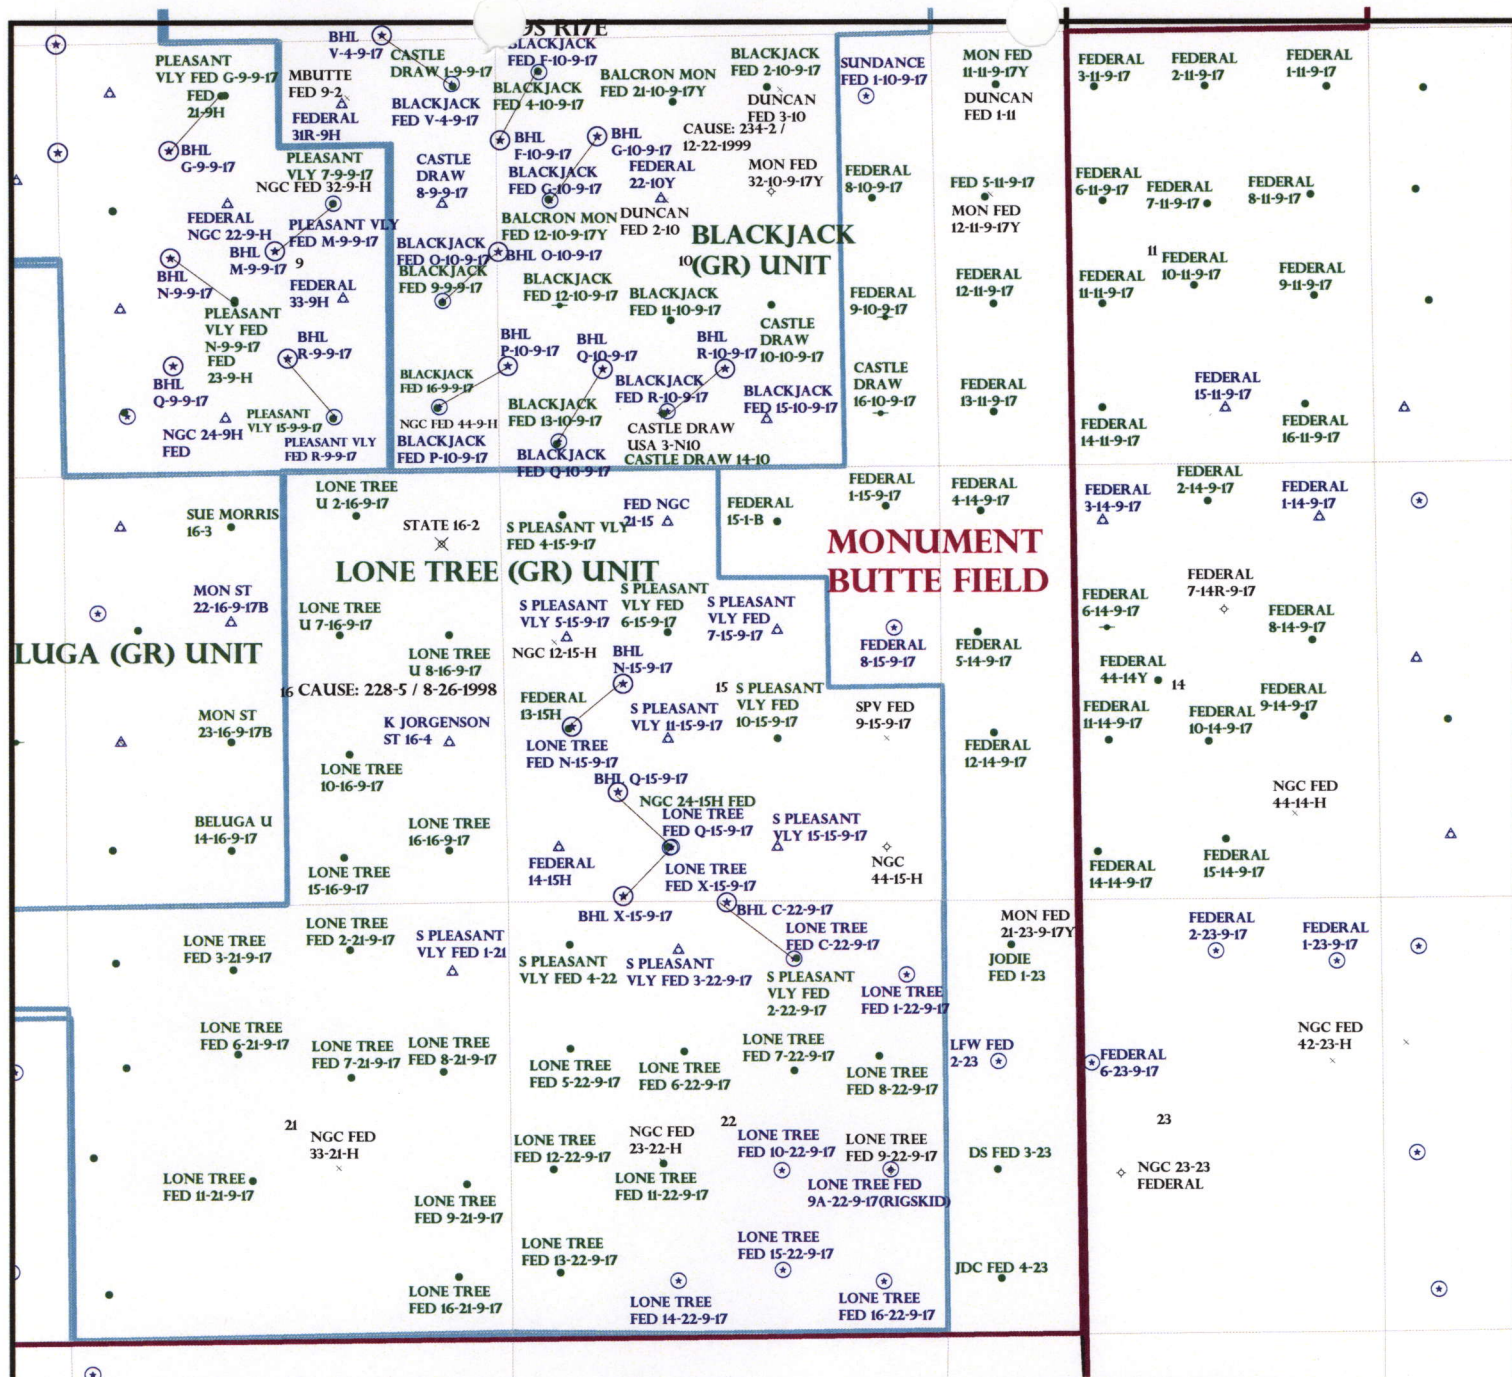 9S R17E
BHL
V-4-9-17
PLEASANT
VLY FED G-9-9-17
FED
21-9H
MBUTTE
FED 9-2
FEDERAL
31R-9H
CASTLE
DRAW 1-9-9-17
BLACKJACK
FED V-4-9-17
BLACKJACK
FED F-10-9-17
BLACKJACK
FED 4-10-9-17
BALCRON MON
FED 21-10-9-17Y
BLACKJACK
FED 2-10-9-17
DUNCAN
FED 3-10
SUNDANCE
FED 1-10-9-17
MON FED
11-11-9-17Y
DUNCAN
FED 1-11
FEDERAL
3-11-9-17
FEDERAL
2-11-9-17
FEDERAL
1-11-9-17
BHL
G-9-9-17
PLEASANT
VLY 7-9-9-17
NGC FED 32-9-H
CASTLE
DRAW
8-9-9-17
BHL
F-10-9-17
BHL
G-10-9-17
CAUSE: 234-2 /
12-22-1999
BLACKJACK
FED G-10-9-17
FEDERAL
22-10Y
MON FED
32-10-9-17Y
FEDERAL
8-10-9-17
FED 5-11-9-17
MON FED
12-11-9-17Y
FEDERAL
6-11-9-17
FEDERAL
7-11-9-17
FEDERAL
8-11-9-17
FEDERAL
NGC 22-9-H
PLEASANT VLY
FED M-9-9-17
BHL
M-9-9-17
9
BALCRON MON
FED 12-10-9-17Y
DUNCAN
FED 2-10
BLACKJACK
(GR) UNIT
10
BLACKJACK
FED O-10-9-17
BHL O-10-9-17
BHL
N-9-9-17
FEDERAL
33-9H
BLACKJACK
FED 9-9-9-17
BLACKJACK
FED 12-10-9-17
BLACKJACK
FED 11-10-9-17
FEDERAL
9-10-9-17
FEDERAL
12-11-9-17
11
FEDERAL
10-11-9-17
FEDERAL
11-11-9-17
FEDERAL
9-11-9-17
PLEASANT
VLY FED
N-9-9-17
FED
23-9-H
BHL
R-9-9-17
BHL
P-10-9-17
BHL
Q-10-9-17
BHL
R-10-9-17
CASTLE
DRAW
10-10-9-17
BHL
Q-9-9-17
BLACKJACK
FED 16-9-9-17
BLACKJACK
FED R-10-9-17
BLACKJACK
FED 15-10-9-17
CASTLE
DRAW
16-10-9-17
FEDERAL
13-11-9-17
FEDERAL
15-11-9-17
NGC 24-9H
FED
PLEASANT
VLY 15-9-9-17
PLEASANT VLY
FED R-9-9-17
NGC FED 44-9-H
BLACKJACK
FED P-10-9-17
BLACKJACK
FED 13-10-9-17
BLACKJACK
FED Q-10-9-17
CASTLE DRAW
USA 3-N10
CASTLE DRAW 14-10
FEDERAL
14-11-9-17
FEDERAL
16-11-9-17
LONE TREE
U 2-16-9-17
SUE MORRIS
16-3
STATE 16-2
S PLEASANT VLY
FED 4-15-9-17
FED NGC
21-15
FEDERAL
15-1-B
FEDERAL
1-15-9-17
FEDERAL
4-14-9-17
FEDERAL
3-14-9-17
FEDERAL
2-14-9-17
FEDERAL
1-14-9-17
MONUMENT
BUTTE FIELD
LONE TREE (GR) UNIT
MON ST
22-16-9-17B
LONE TREE
U 7-16-9-17
S PLEASANT
VLY 5-15-9-17
NGC 12-15-H
S PLEASANT
VLY FED
6-15-9-17
S PLEASANT
VLY FED
7-15-9-17
FEDERAL
8-15-9-17
FEDERAL
5-14-9-17
FEDERAL
6-14-9-17
FEDERAL
7-14R-9-17
FEDERAL
8-14-9-17
LUGA (GR) UNIT
LONE TREE
U 8-16-9-17
16 CAUSE: 228-5 / 8-26-1998
BHL
N-15-9-17
15
FEDERAL
44-14Y
14
MON ST
23-16-9-17B
K JORGENSON
ST 16-4
FEDERAL
13-15H
S PLEASANT
VLY 11-15-9-17
S PLEASANT
VLY FED
10-15-9-17
SPV FED
9-15-9-17
FEDERAL
11-14-9-17
FEDERAL
10-14-9-17
FEDERAL
9-14-9-17
LONE TREE
10-16-9-17
LONE TREE
FED N-15-9-17
FEDERAL
12-14-9-17
BHL Q-15-9-17
NGC 24-15H FED
NGC FED
44-14-H
BELUGA U
14-16-9-17
LONE TREE
16-16-9-17
LONE TREE
FED Q-15-9-17
S PLEASANT
VLY 15-15-9-17
LONE TREE
15-16-9-17
FEDERAL
14-15H
LONE TREE
FED X-15-9-17
NGC
44-15-H
FEDERAL
14-14-9-17
FEDERAL
15-14-9-17
BHL X-15-9-17
BHL C-22-9-17
LONE TREE
FED 3-21-9-17
LONE TREE
FED 2-21-9-17
S PLEASANT
VLY FED 1-21
S PLEASANT
VLY FED 4-22
S PLEASANT
VLY FED 3-22-9-17
LONE TREE
FED C-22-9-17
S PLEASANT
VLY FED
2-22-9-17
LONE TREE
FED 1-22-9-17
MON FED
21-23-9-17Y
JODIE
FED 1-23
FEDERAL
2-23-9-17
FEDERAL
1-23-9-17
LONE TREE
FED 6-21-9-17
LONE TREE
FED 7-21-9-17
LONE TREE
FED 8-21-9-17
LONE TREE
FED 5-22-9-17
LONE TREE
FED 6-22-9-17
LONE TREE
FED 7-22-9-17
LONE TREE
FED 8-22-9-17
LFW FED
2-23
FEDERAL
6-23-9-17
NGC FED
42-23-H
21
NGC FED
33-21-H
LONE TREE
FED 12-22-9-17
NGC FED
23-22-H
22
LONE TREE
FED 10-22-9-17
LONE TREE
FED 9-22-9-17
DS FED 3-23
23
NGC 23-23
FEDERAL
LONE TREE
FED 11-21-9-17
LONE TREE
FED 9-21-9-17
LONE TREE
FED 11-22-9-17
LONE TREE FED
9A-22-9-17(RIGSKID)
LONE TREE
FED 13-22-9-17
LONE TREE
FED 15-22-9-17
JDC FED 4-23
LONE TREE
FED 16-21-9-17
LONE TREE
FED 14-22-9-17
LONE TREE
FED 16-22-9-17